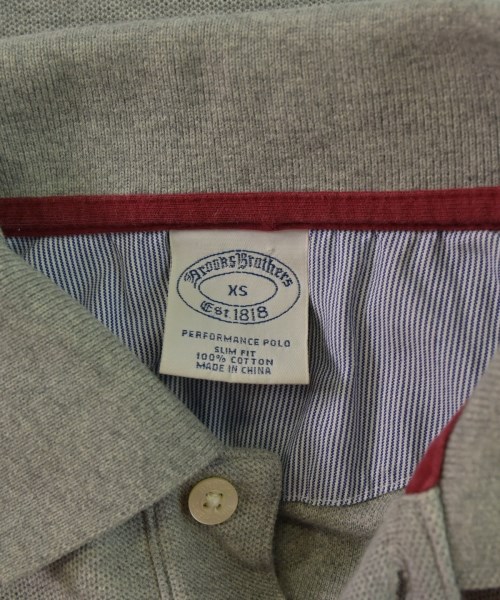 Brooks Brothers
XS
Est. 1818
PERFORMANCE POLO
SLIM FIT
100% COTTON
MADE IN CHINA